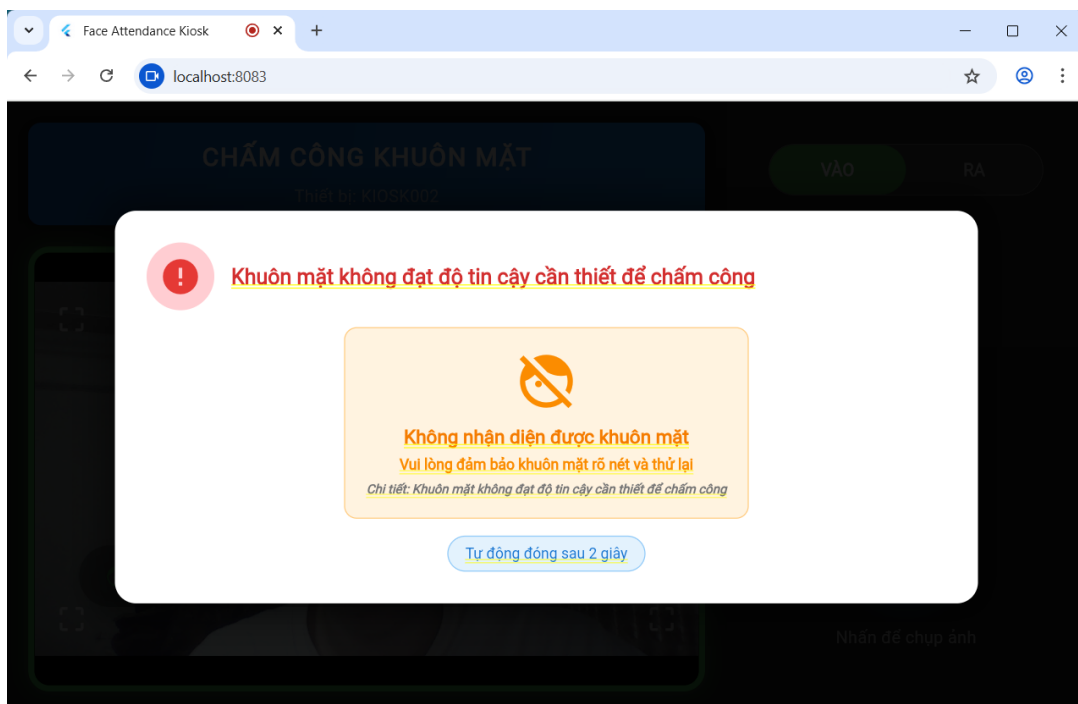 Face Attendance Kiosk
localhost:8083
CHẤM CÔNG KHUÔN MẶT
Thiết bị: KIOSK002
VÀO
RA
Khuôn mặt không đạt độ tin cậy cần thiết để chấm công
Không nhận diện được khuôn mặt
Vui lòng đảm bảo khuôn mặt rõ nét và thử lại
Chi tiết: Khuôn mặt không đạt độ tin cậy cần thiết để chấm công
Tự động đóng sau 2 giây
Nhấn để chụp ảnh